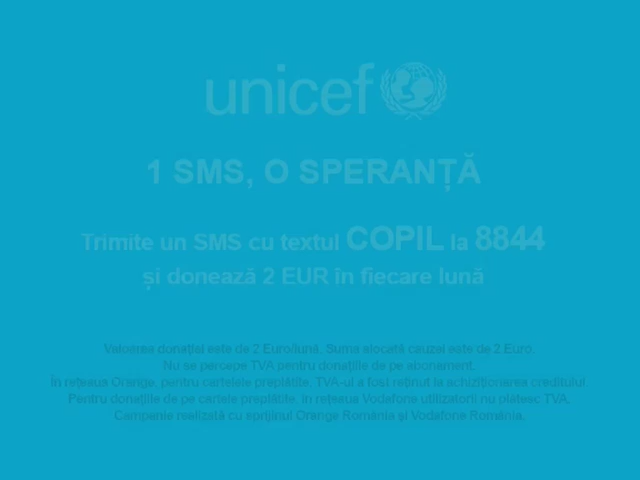 unicef
1 SMS, O SPERANȚĂ
Trimite un SMS cu textul COPIL la 8844
și donează 2 EUR în fiecare lună
Valoarea donației este de 2 Euro/lună. Suma alocată cauzei este de 2 Euro.
Nu se percepe TVA pentru donațiile de pe abonament.
În rețeaua Orange, pentru cartelele preplătite, TVA-ul a fost reținut la achiziționarea creditului.
Pentru donațiile de pe cartele preplătite, în rețeaua Vodafone utilizatorii nu plătesc TVA.
Campanie realizată cu sprijinul Orange România și Vodafone România.